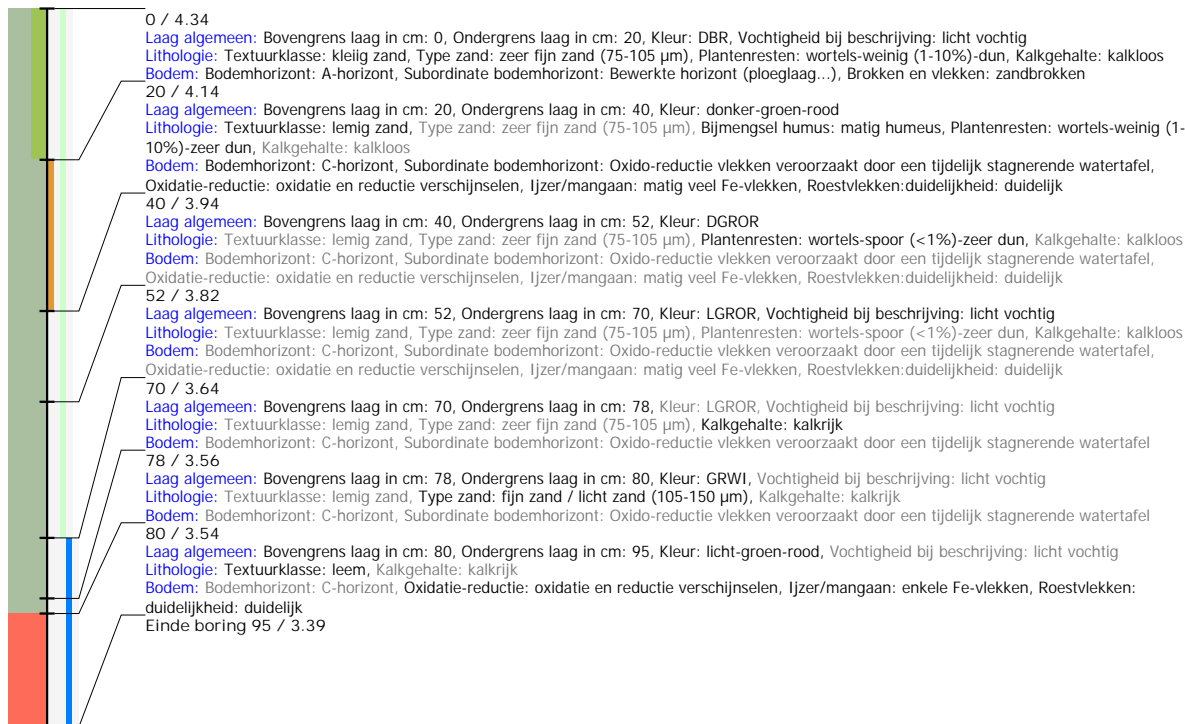 0 / 4.34
Laag algemeen: Bovengrens laag in cm: 0, Ondergrens laag in cm: 20, Kleur: DBR, Vochtigheid bij beschrijving: licht vochtig
Lithologie: Textuurklasse: kleiig zand, Type zand: zeer fijn zand (75-105 µm), Plantenresten: wortels-weinig (1-10%)-dun, Kalkgehalte: kalkloos
Bodem: Bodemhorizont: A-horizont, Subordinate bodemhorizont: Bewerkte horizont (ploeglaag...), Brokken en vlekken: zandbrokken
20 / 4.14
Laag algemeen: Bovengrens laag in cm: 20, Ondergrens laag in cm: 40, Kleur: donker-groen-rood
Lithologie: Textuurklasse: lemig zand, Type zand: zeer fijn zand (75-105 µm), Bijmengsel humus: matig humeus, Plantenresten: wortels-weinig (1-
10%)-zeer dun, Kalkgehalte: kalkloos
Bodem: Bodemhorizont: C-horizont, Subordinate bodemhorizont: Oxido-reductie vlekken veroorzaakt door een tijdelijk stagnerende watertafel,
Oxidatie-reductie: oxidatie en reductie verschijnselen, Ijzer/mangaan: matig veel Fe-vlekken, Roestvlekken:duidelijkheid: duidelijk
40 / 3.94
Laag algemeen: Bovengrens laag in cm: 40, Ondergrens laag in cm: 52, Kleur: DGROR
Lithologie: Textuurklasse: lemig zand, Type zand: zeer fijn zand (75-105 µm), Plantenresten: wortels-spoor (<1%)-zeer dun, Kalkgehalte: kalkloos
Bodem: Bodemhorizont: C-horizont, Subordinate bodemhorizont: Oxido-reductie vlekken veroorzaakt door een tijdelijk stagnerende watertafel,
Oxidatie-reductie: oxidatie en reductie verschijnselen, Ijzer/mangaan: matig veel Fe-vlekken, Roestvlekken:duidelijkheid: duidelijk
52 / 3.82
Laag algemeen: Bovengrens laag in cm: 52, Ondergrens laag in cm: 70, Kleur: LGROR, Vochtigheid bij beschrijving: licht vochtig
Lithologie: Textuurklasse: lemig zand, Type zand: zeer fijn zand (75-105 µm), Plantenresten: wortels-spoor (<1%)-zeer dun, Kalkgehalte: kalkloos
Bodem: Bodemhorizont: C-horizont, Subordinate bodemhorizont: Oxido-reductie vlekken veroorzaakt door een tijdelijk stagnerende watertafel,
Oxidatie-reductie: oxidatie en reductie verschijnselen, Ijzer/mangaan: matig veel Fe-vlekken, Roestvlekken:duidelijkheid: duidelijk
70 / 3.64
Laag algemeen: Bovengrens laag in cm: 70, Ondergrens laag in cm: 78, Kleur: LGROR, Vochtigheid bij beschrijving: licht vochtig
Lithologie: Textuurklasse: lemig zand, Type zand: zeer fijn zand (75-105 µm), Kalkgehalte: kalkrijk
Bodem: Bodemhorizont: C-horizont, Subordinate bodemhorizont: Oxido-reductie vlekken veroorzaakt door een tijdelijk stagnerende watertafel
78 / 3.56
Laag algemeen: Bovengrens laag in cm: 78, Ondergrens laag in cm: 80, Kleur: GRWI, Vochtigheid bij beschrijving: licht vochtig
Lithologie: Textuurklasse: lemig zand, Type zand: fijn zand / licht zand (105-150 µm), Kalkgehalte: kalkrijk
Bodem: Bodemhorizont: C-horizont, Subordinate bodemhorizont: Oxido-reductie vlekken veroorzaakt door een tijdelijk stagnerende watertafel
80 / 3.54
Laag algemeen: Bovengrens laag in cm: 80, Ondergrens laag in cm: 95, Kleur: licht-groen-rood, Vochtigheid bij beschrijving: licht vochtig
Lithologie: Textuurklasse: leem, Kalkgehalte: kalkrijk
Bodem: Bodemhorizont: C-horizont, Oxidatie-reductie: oxidatie en reductie verschijnselen, Ijzer/mangaan: enkele Fe-vlekken, Roestvlekken:
duidelijkheid: duidelijk
Einde boring 95 / 3.39